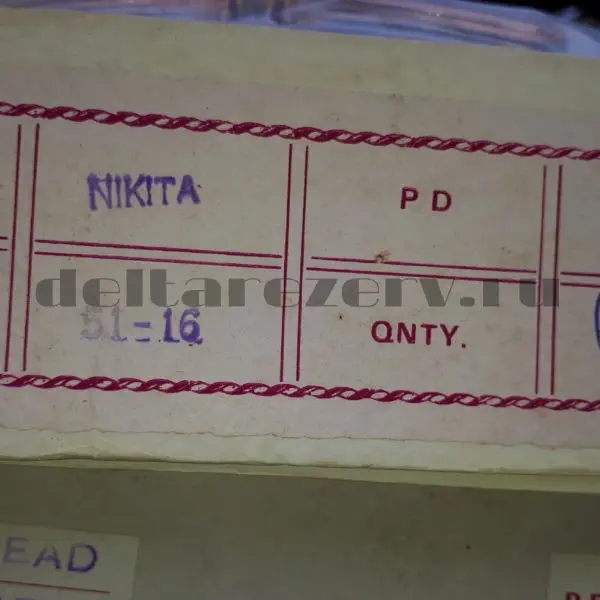 NIKITA
PD
deltarezerv.ru
51=16
QNTY.
EAD